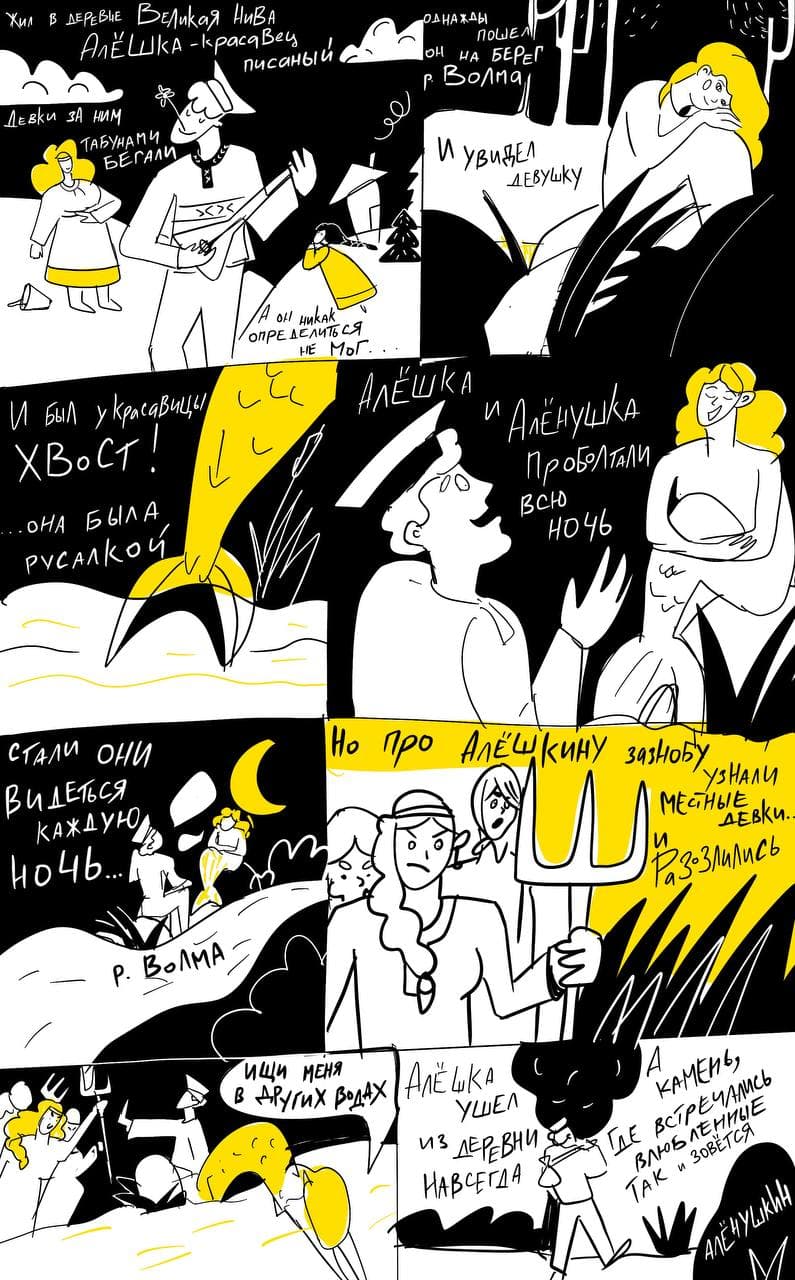 Жил в деревне Великая Нива
Алёшка - красавец
писаный
Девки за ним
табунами
бегали
А он никак
определиться
не мог...
Однажды
пошел
он на берег
р. Волма
И увидел
девушку
И был у красавицы
хвост!
...она была
русалкой
Алёшка
и Алёнушка
проболтали
всю
ночь
Стали они
видеться
каждую
ночь...
р. Волма
Но про Алёшкину зазнобу
узнали
местные
девки...
и
разозлились
Ищи меня
в других водах
Алёшка
ушел
из деревни
навсегда
А
камень,
где встречались
влюбленные
так и зовётся
Алёнушкин